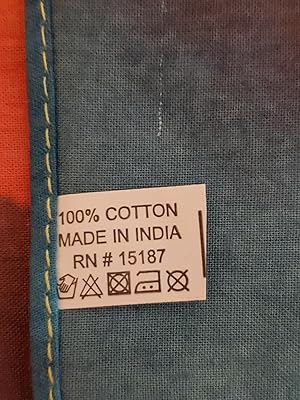 100% COTTON
MADE IN INDIA
RN # 15187